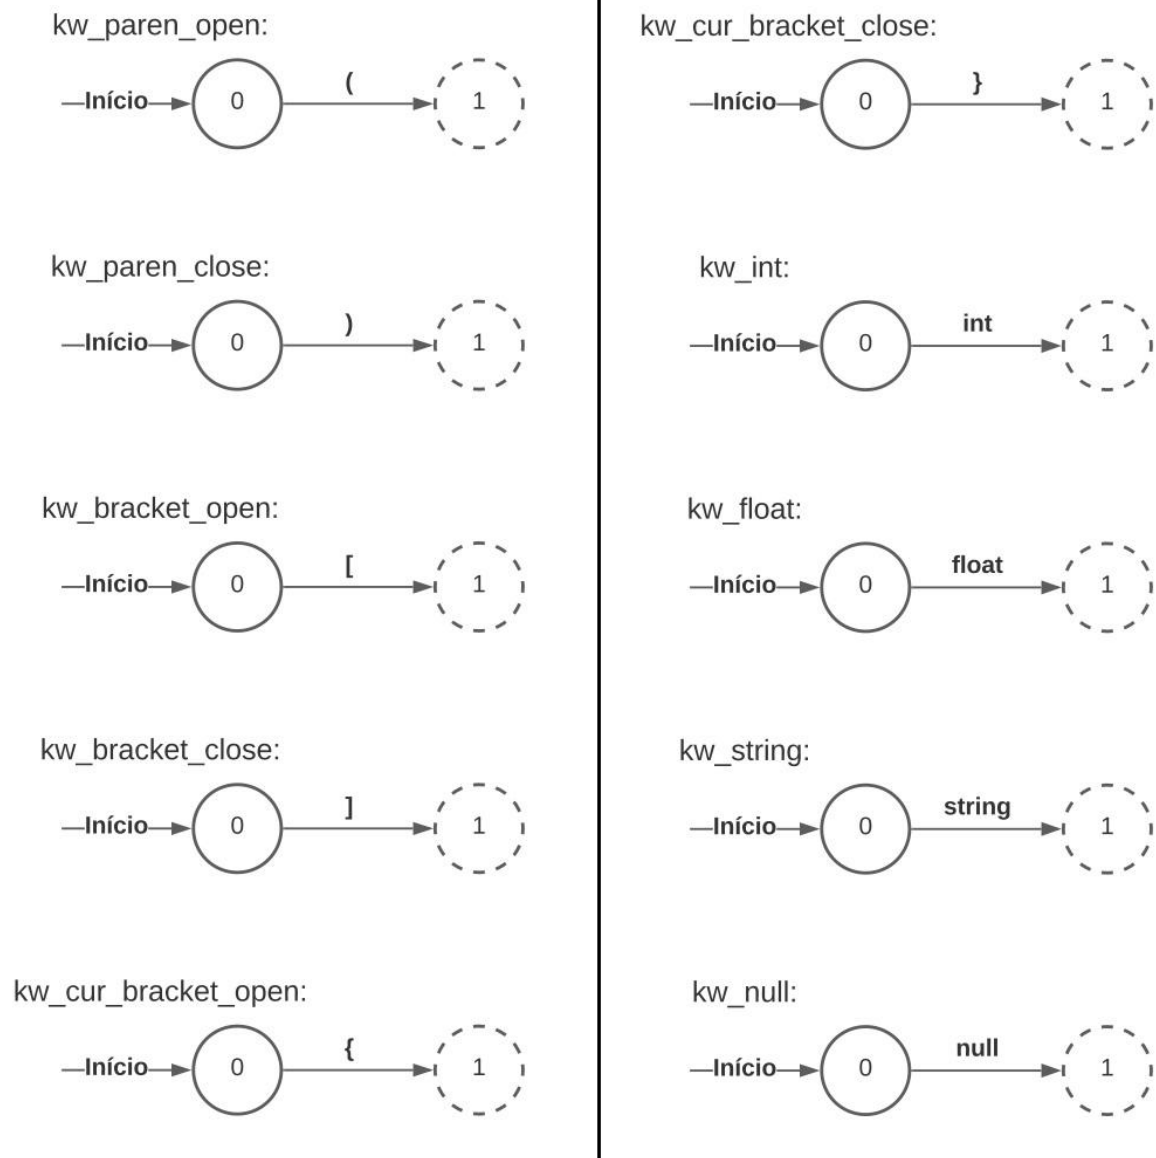 kw_paren_open:
(
Início 0 1
kw_paren_close:
)
Início 0 1
kw_bracket_open:
[
Início 0 1
kw_bracket_close:
]
Início 0 1
kw_cur_bracket_open:
{
Início 0 1
kw_cur_bracket_close:
}
Início 0 1
kw_int:
int
Início 0 1
kw_float:
float
Início 0 1
kw_string:
string
Início 0 1
kw_null:
null
Início 0 1